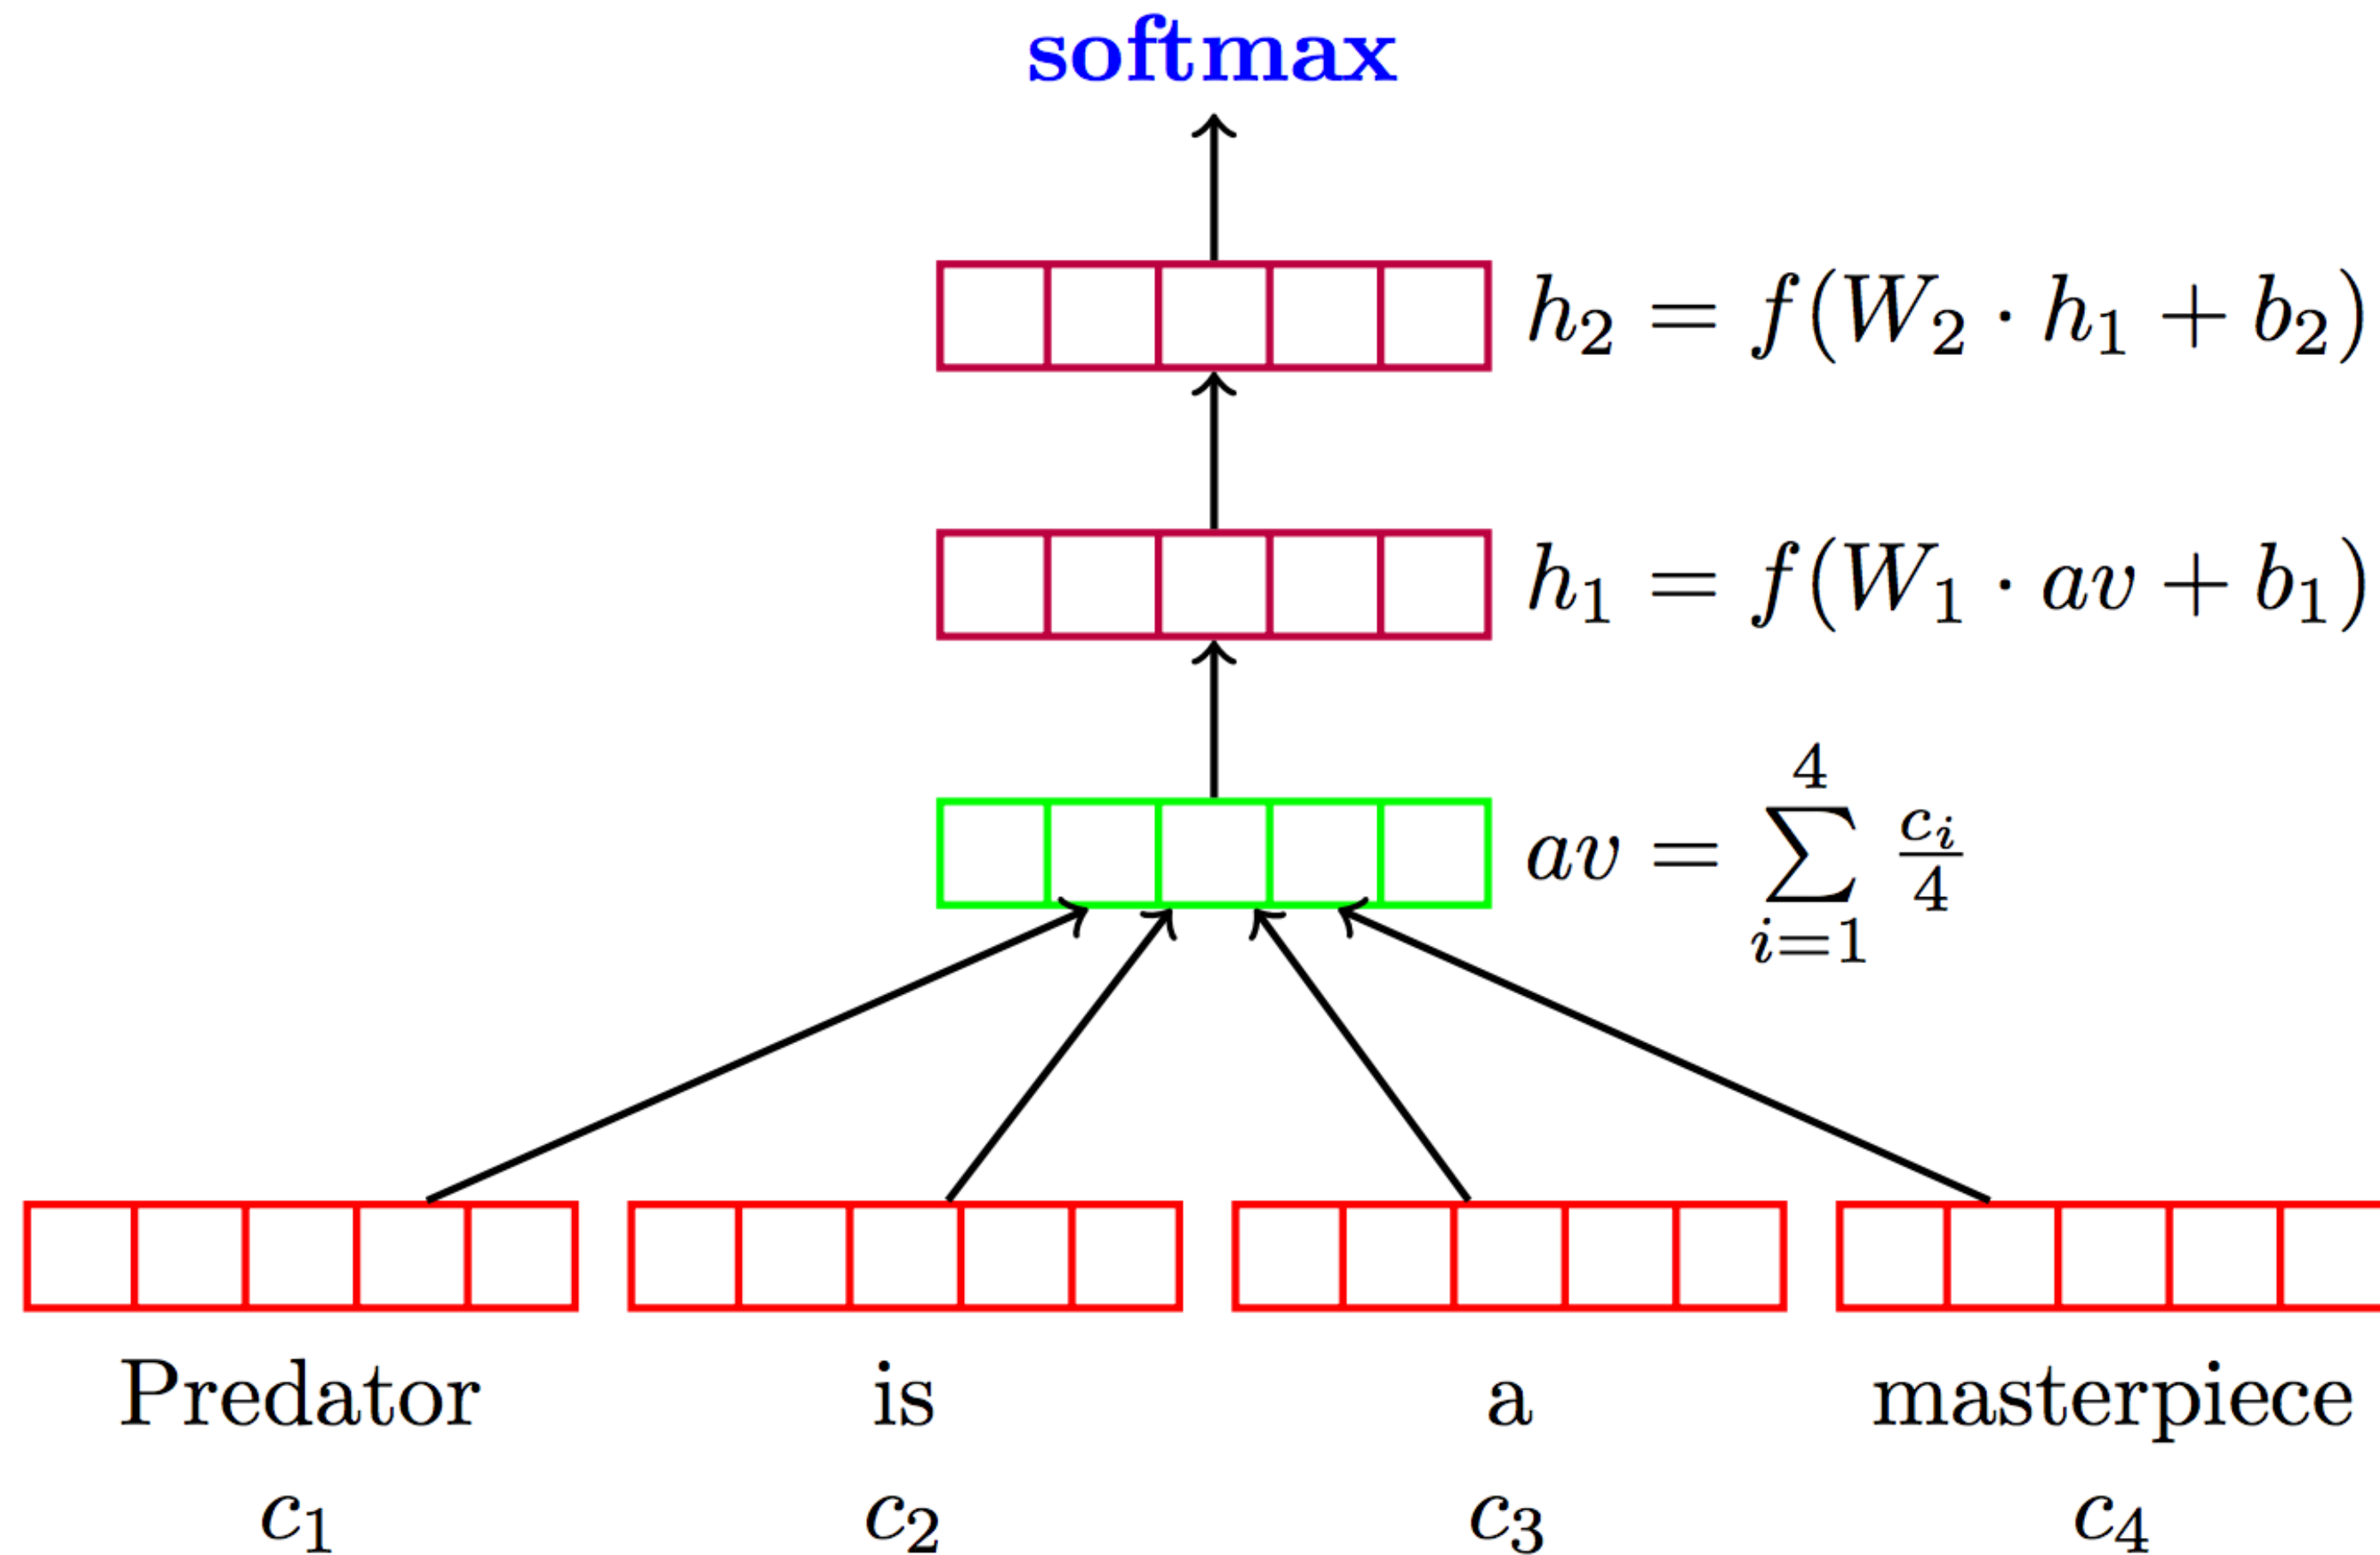 softmax
h₂ = f(W₂ · h₁ + b₂)
h₁ = f(W₁ · av + b₁)
av = ∑_{i=1}^{4} c_i/4
Predator is a masterpiece
c₁ c₂ c₃ c₄